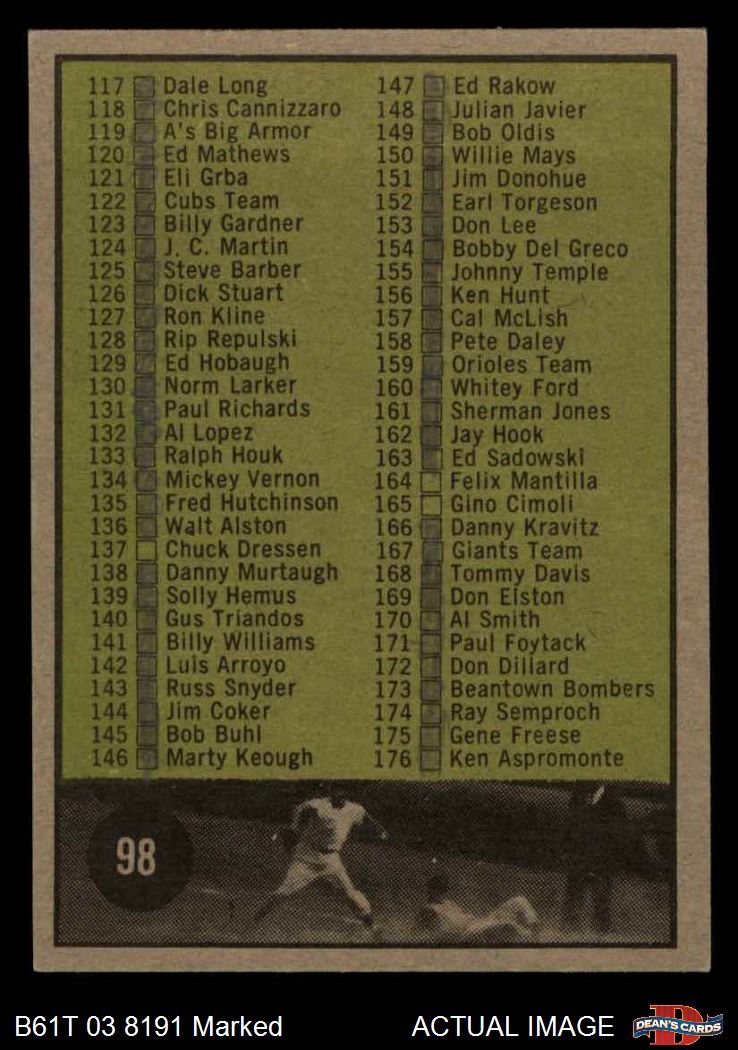 117 Dale Long
118 Chris Cannizzaro
119 A's Big Armor
120 Ed Mathews
121 Eli Grba
122 Cubs Team
123 Billy Gardner
124 J. C. Martin
125 Steve Barber
126 Dick Stuart
127 Ron Kline
128 Rip Repulski
129 Ed Hobaugh
130 Norm Larker
131 Paul Richards
132 Al Lopez
133 Ralph Houk
134 Mickey Vernon
135 Fred Hutchinson
136 Walt Alston
137 Chuck Dressen
138 Danny Murtaugh
139 Solly Hemus
140 Gus Triandos
141 Billy Williams
142 Luis Arroyo
143 Russ Snyder
144 Jim Coker
145 Bob Buhl
146 Marty Keough
147 Ed Rakow
148 Julian Javier
149 Bob Oldis
150 Willie Mays
151 Jim Donohue
152 Earl Torgeson
153 Don Lee
154 Bobby Del Greco
155 Johnny Temple
156 Ken Hunt
157 Cal McLish
158 Pete Daley
159 Orioles Team
160 Whitey Ford
161 Sherman Jones
162 Jay Hook
163 Ed Sadowski
164 Felix Mantilla
165 Gino Cimoli
166 Danny Kravitz
167 Giants Team
168 Tommy Davis
169 Don Elston
170 Al Smith
171 Paul Foytack
172 Don Dillard
173 Beantown Bombers
174 Ray Semproch
175 Gene Freese
176 Ken Aspromonte
98
B61T 03 8191 Marked
ACTUAL IMAGE
DEAN'S CARDS